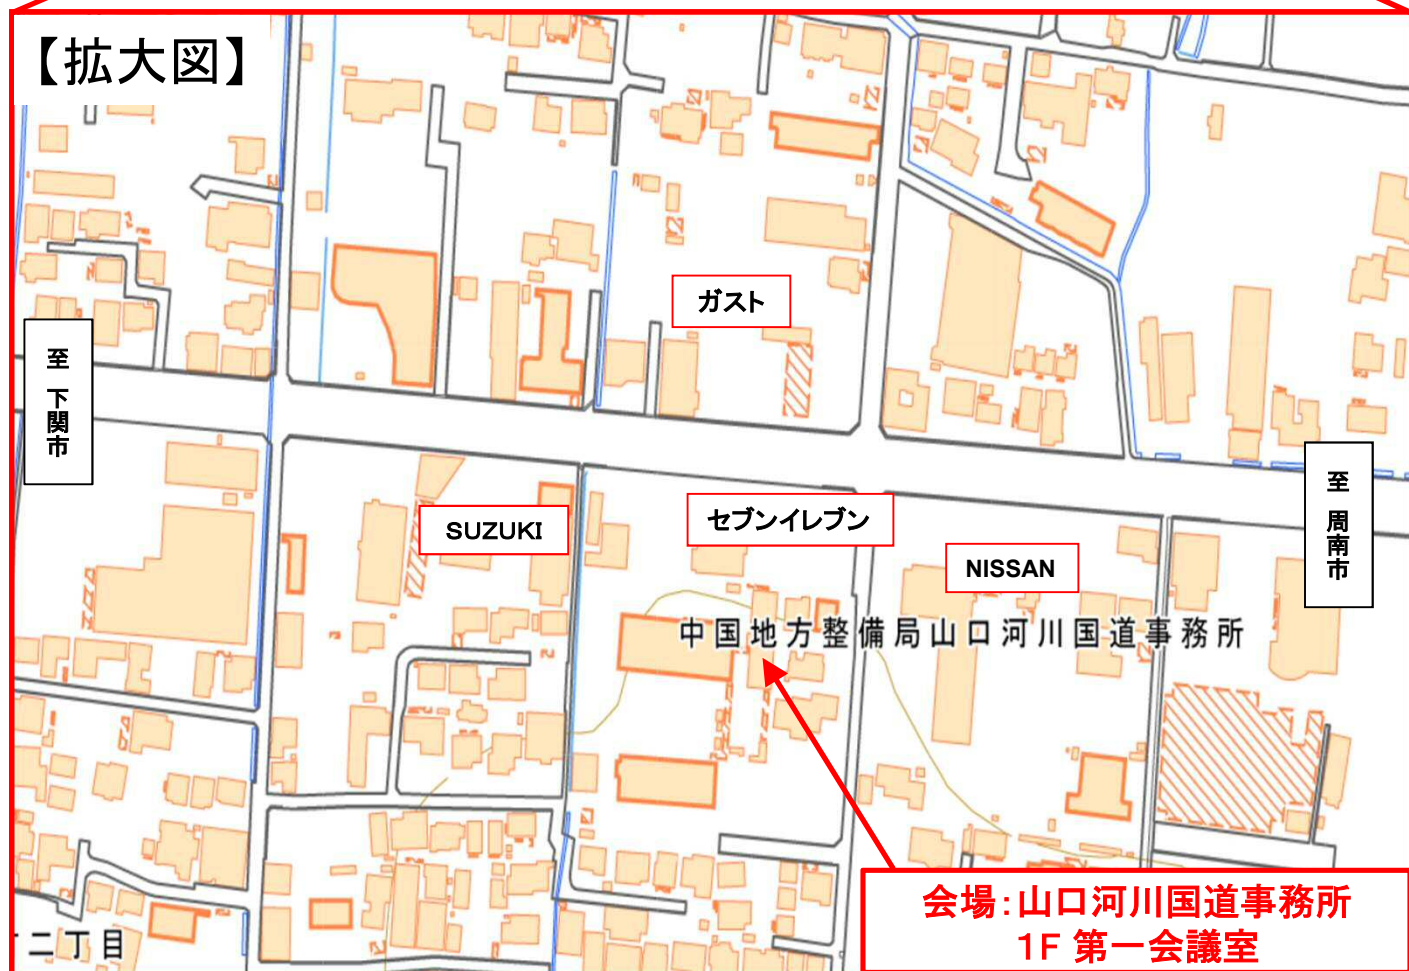 【拡大図】
ガスト
至 下関市
SUZUKI
セブンイレブン
NISSAN
至 周南市
中国地方整備局山口河川国道事務所
会場:山口河川国道事務所
1F 第一会議室
二丁目